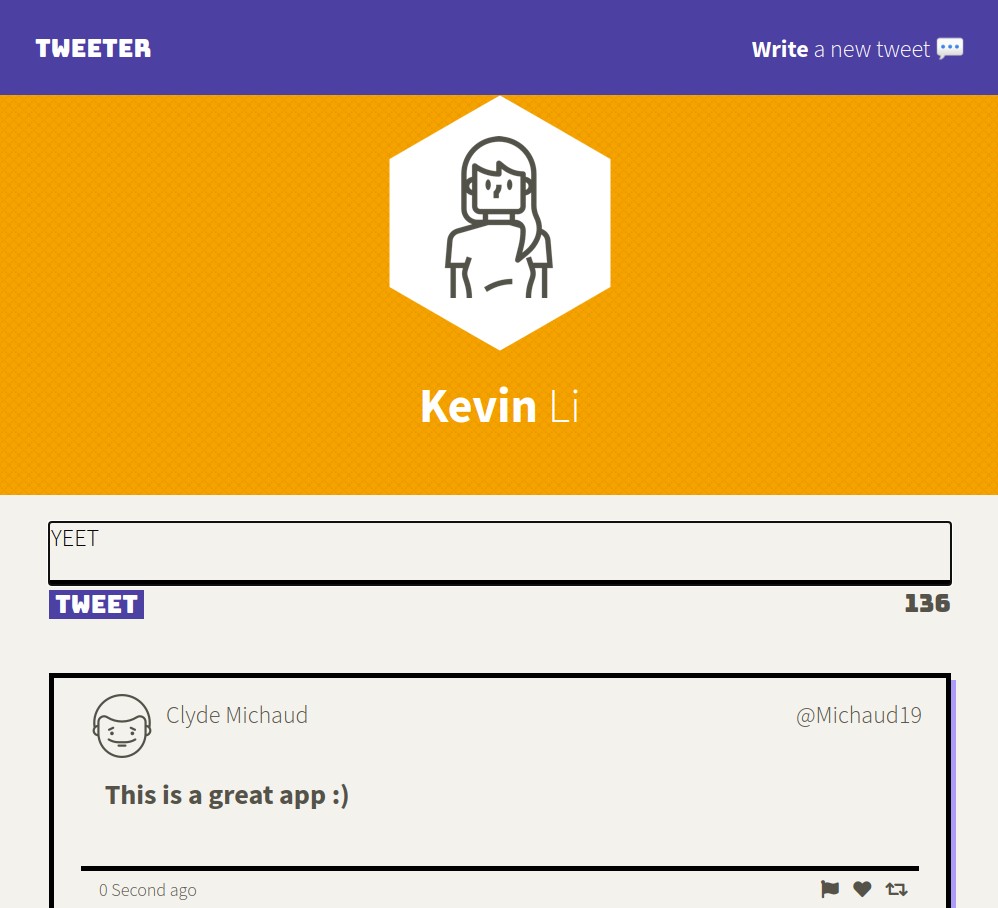 TWEETER
Write a new tweet 💬
Kevin Li
YEET
TWEET
136
Clyde Michaud
@Michaud19
This is a great app :)
0 Second ago